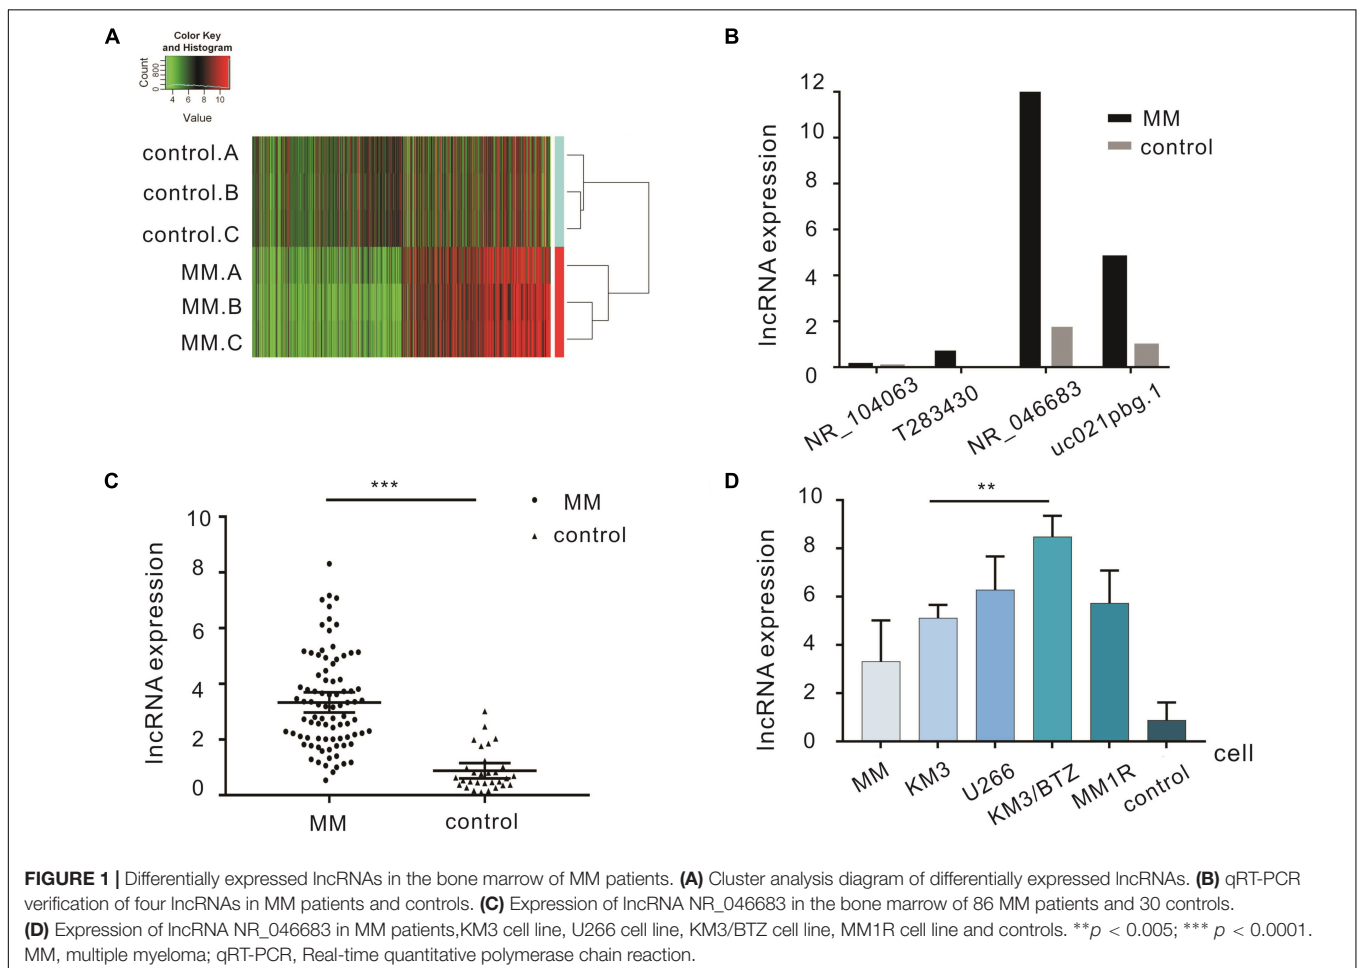 A
Color Key
and Histogram
Count
0 800
4 6 8 10
Value
control.A
control.B
control.C
MM.A
MM.B
MM.C
B
lncRNA expression
12
10
8
6
4
2
0
MM
control
NR_104063
T283430
NR_046683
uc021pbg.1
C
***
MM
control
lncRNA expression
10
8
6
4
2
0
MM
control
D
**
lncRNA expression
10
8
6
4
2
0
MM
KM3
U266
KM3/BTZ
MM1R
control
cell
FIGURE 1 | Differentially expressed lncRNAs in the bone marrow of MM patients. (A) Cluster analysis diagram of differentially expressed lncRNAs. (B) qRT-PCR
verification of four lncRNAs in MM patients and controls. (C) Expression of lncRNA NR_046683 in the bone marrow of 86 MM patients and 30 controls.
(D) Expression of lncRNA NR_046683 in MM patients,KM3 cell line, U266 cell line, KM3/BTZ cell line, MM1R cell line and controls. **p < 0.005; *** p < 0.0001.
MM, multiple myeloma; qRT-PCR, Real-time quantitative polymerase chain reaction.